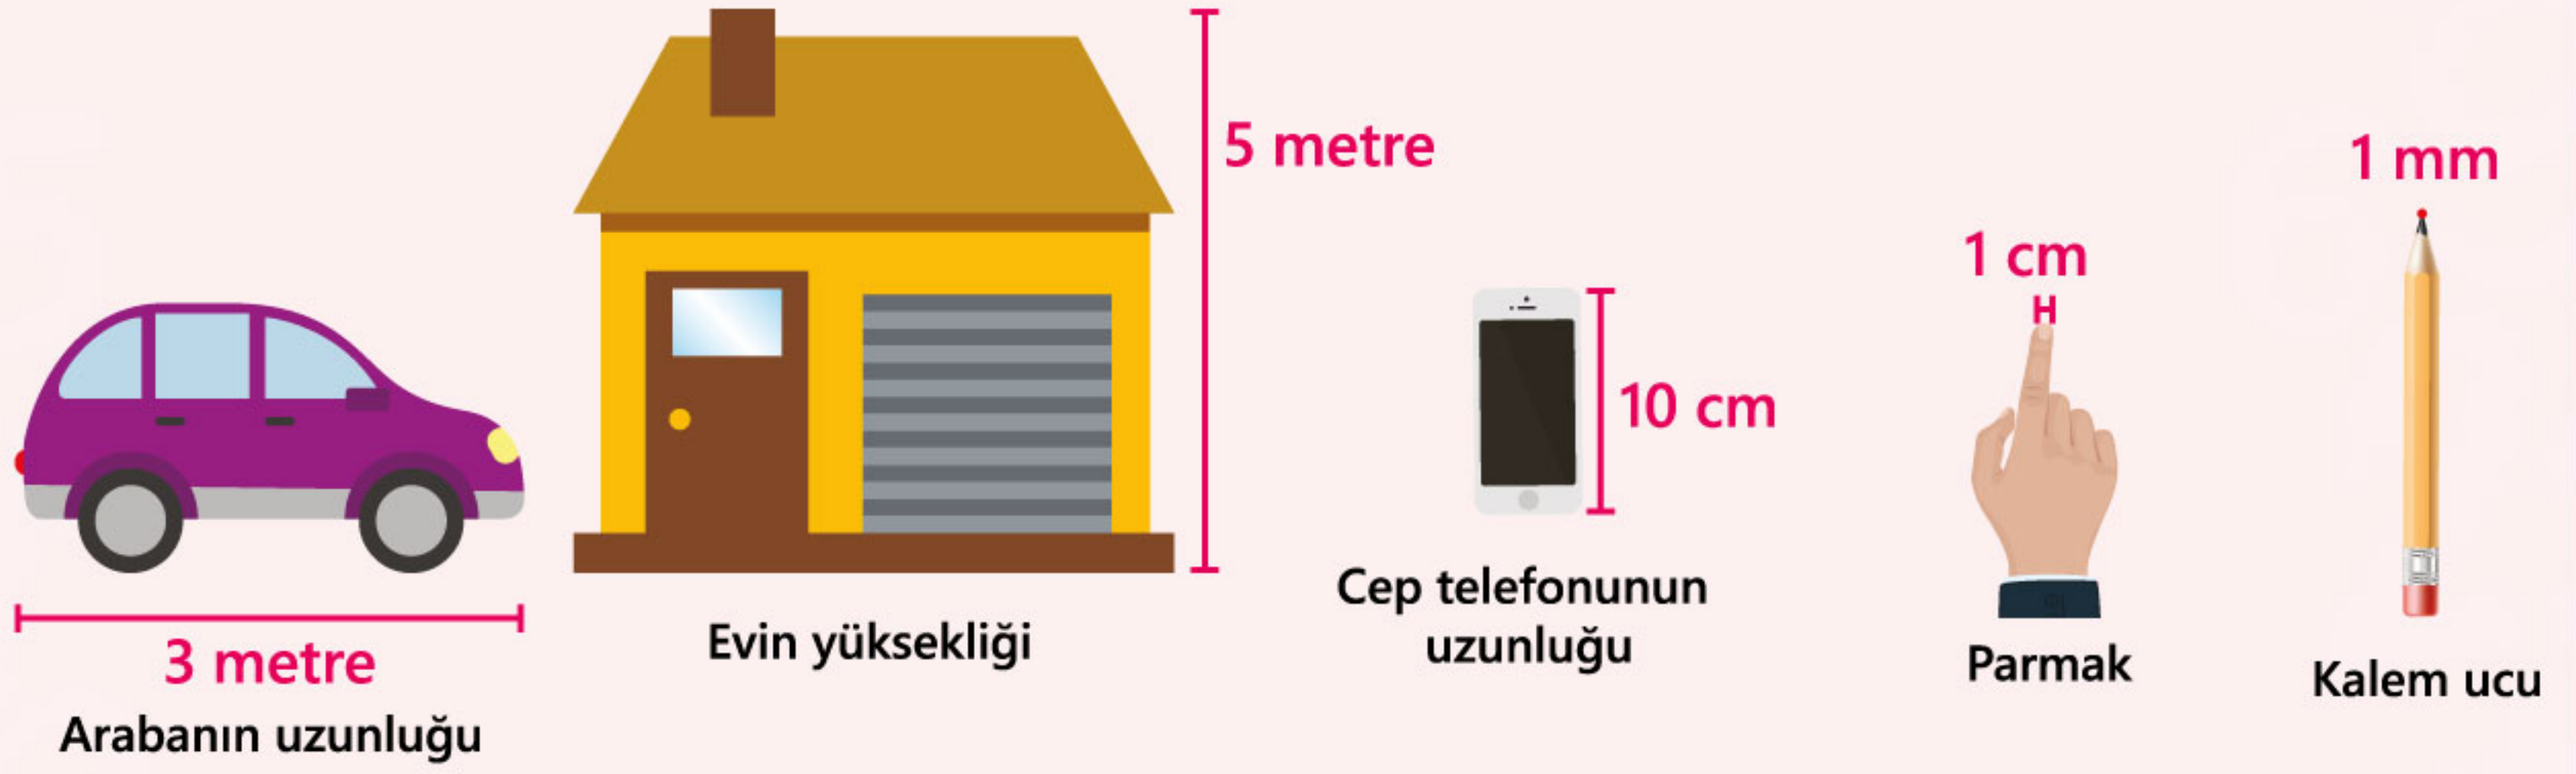 3 metre
Arabanın uzunluğu
5 metre
Evin yüksekliği
10 cm
Cep telefonunun
uzunluğu
1 cm
Parmak
1 mm
Kalem ucu